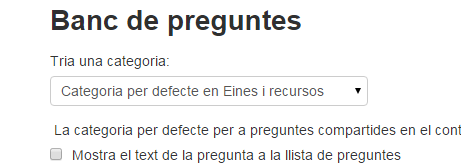 Banc de preguntes
Tria una categoria:
Categoria per defecte en Eines i recursos
La categoria per defecte per a preguntes compartides en el
Mostra el text de la pregunta a la llista de preguntes